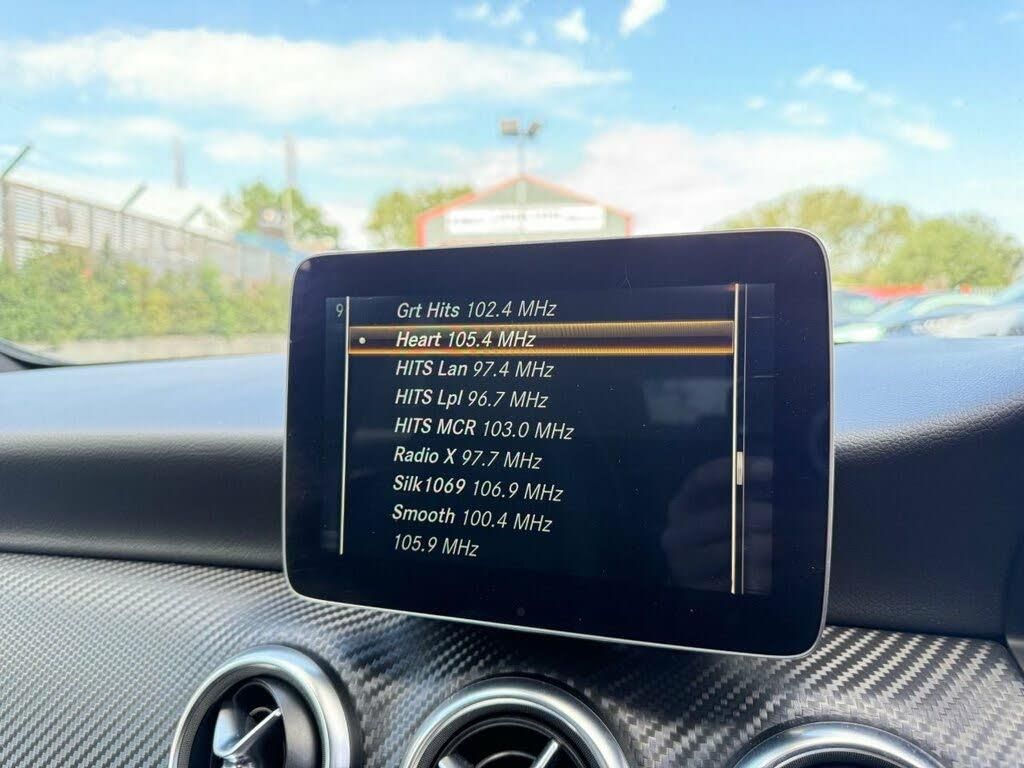 9
Grt Hits 102.4 MHz
Heart 105.4 MHz
HITS Lan 97.4 MHz
HITS Lpl 96.7 MHz
HITS MCR 103.0 MHz
Radio X 97.7 MHz
Silk1069 106.9 MHz
Smooth 100.4 MHz
105.9 MHz